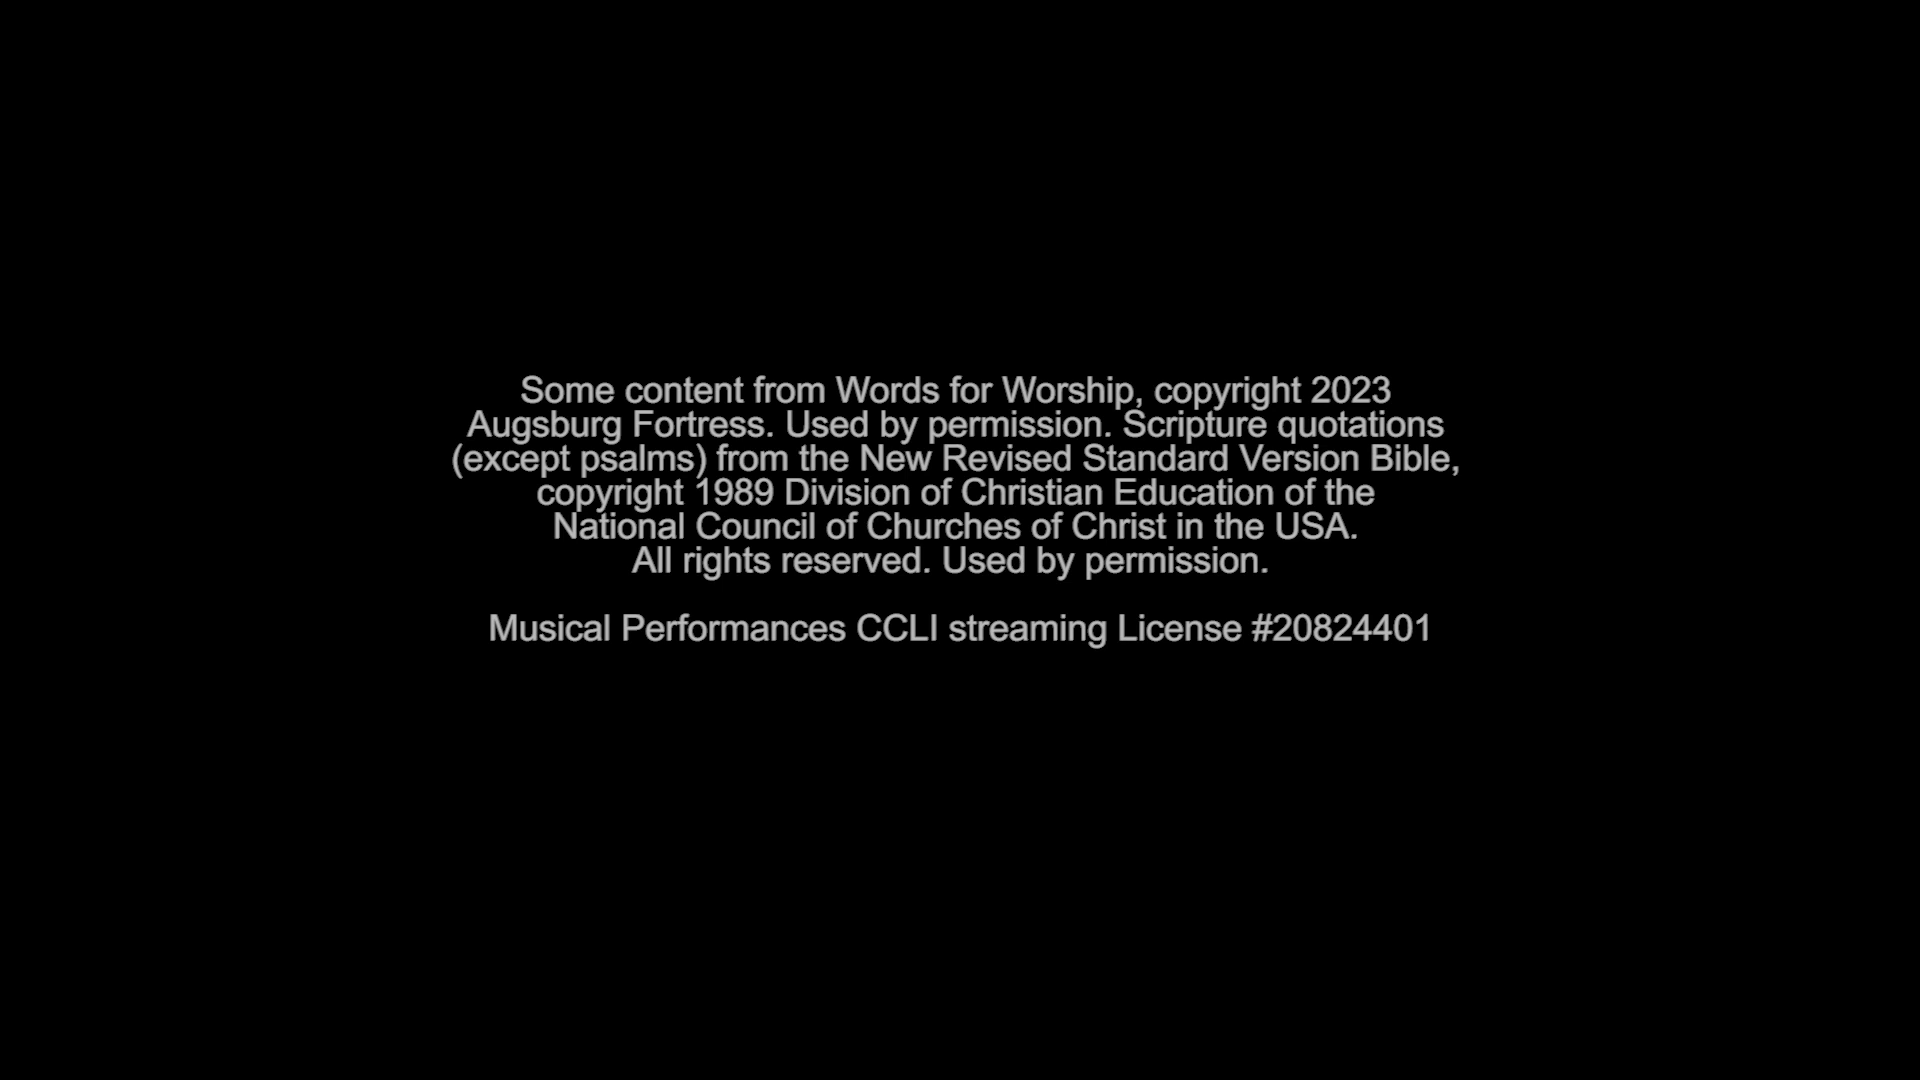 Some content from Words for Worship, copyright 2023
Augsburg Fortress. Used by permission. Scripture quotations
(except psalms) from the New Revised Standard Version Bible,
copyright 1989 Division of Christian Education of the
National Council of Churches of Christ in the USA.
All rights reserved. Used by permission.
Musical Performances CCLI streaming License #20824401